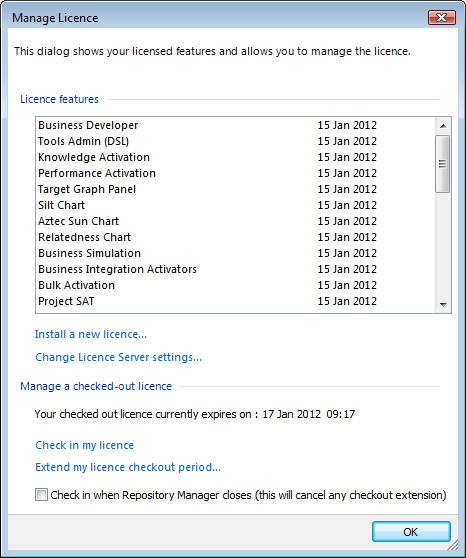 Manage Licence
This dialog shows your licensed features and allows you to manage the licence.
Licence features
Business Developer 15 Jan 2012
Tools Admin (DSL) 15 Jan 2012
Knowledge Activation 15 Jan 2012
Performance Activation 15 Jan 2012
Target Graph Panel 15 Jan 2012
Silt Chart 15 Jan 2012
Aztec Sun Chart 15 Jan 2012
Relatedness Chart 15 Jan 2012
Business Simulation 15 Jan 2012
Business Integration Activators 15 Jan 2012
Bulk Activation 15 Jan 2012
Project SAT 15 Jan 2012
Install a new licence...
Change Licence Server settings...
Manage a checked-out licence
Your checked out licence currently expires on : 17 Jan 2012 09:17
Check in my licence
Extend my licence checkout period...
Check in when Repository Manager closes (this will cancel any checkout extension)
OK